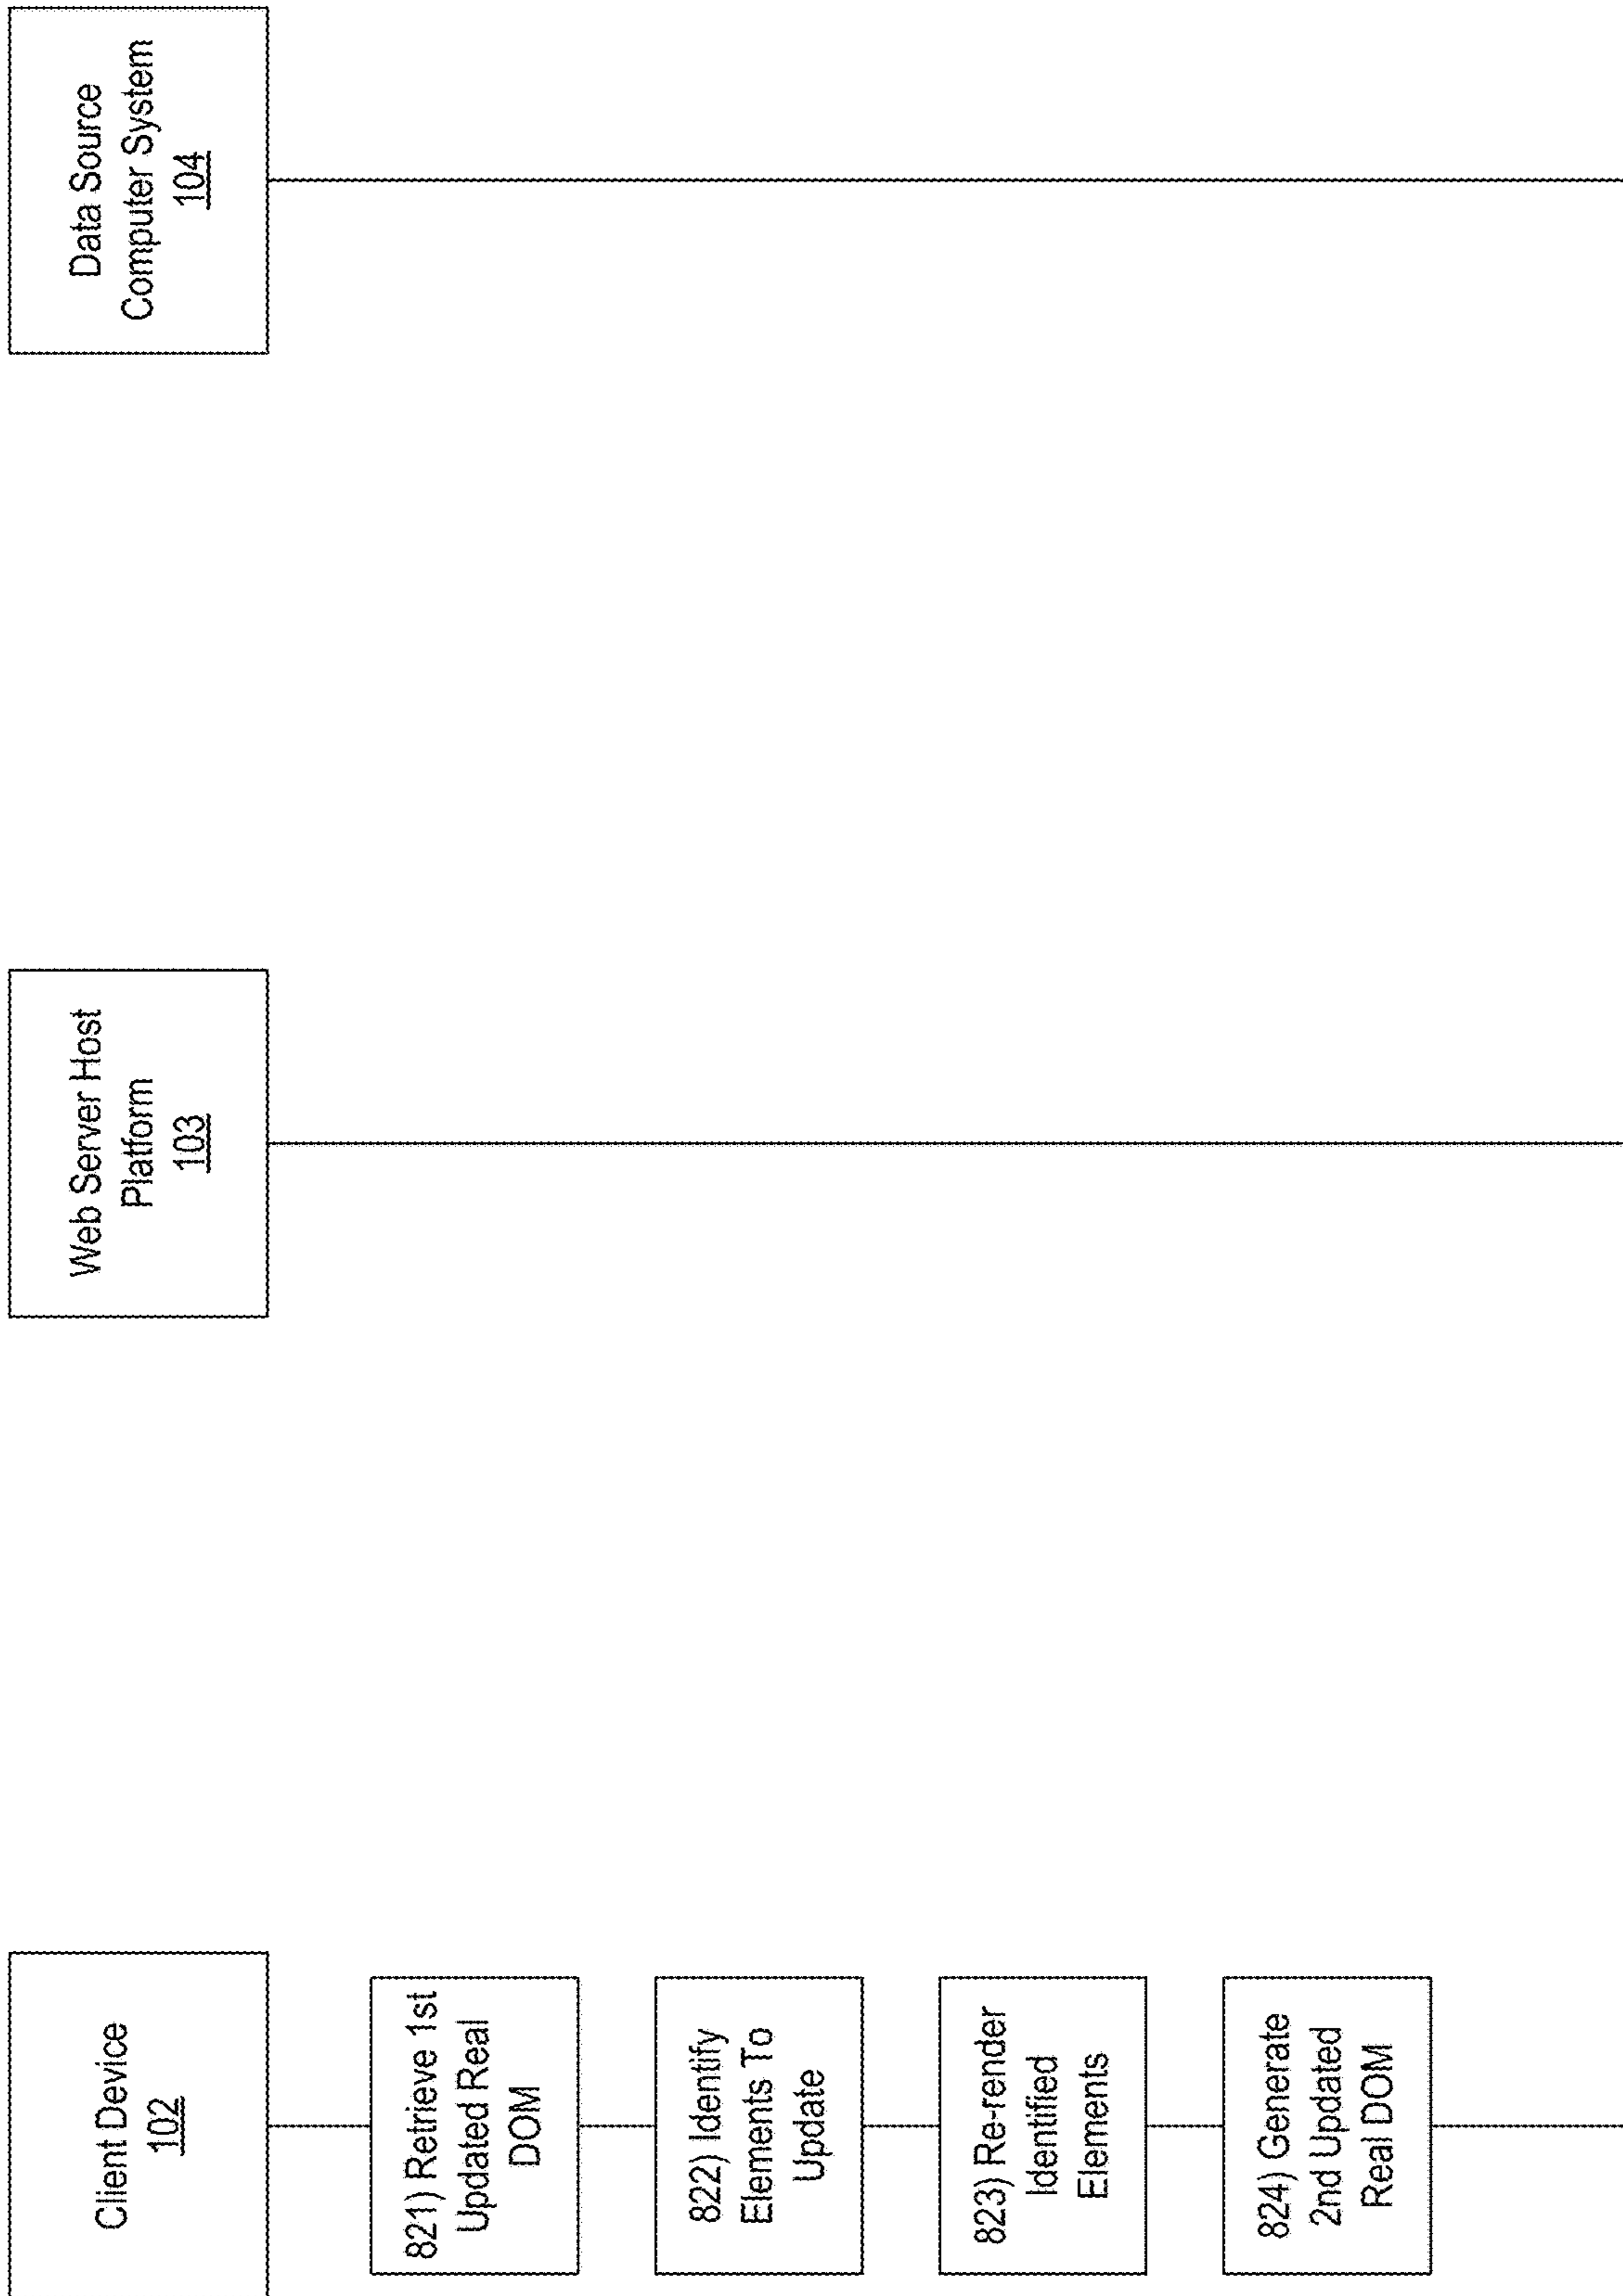 Client Device
102
Web Server Host
Platform
103
Data Source
Computer System
104
821) Retrieve 1st
Updated Real
DOM
822) Identify
Elements To
Update
823) Re-render
Identified
Elements
824) Generate
2nd Updated
Real DOM